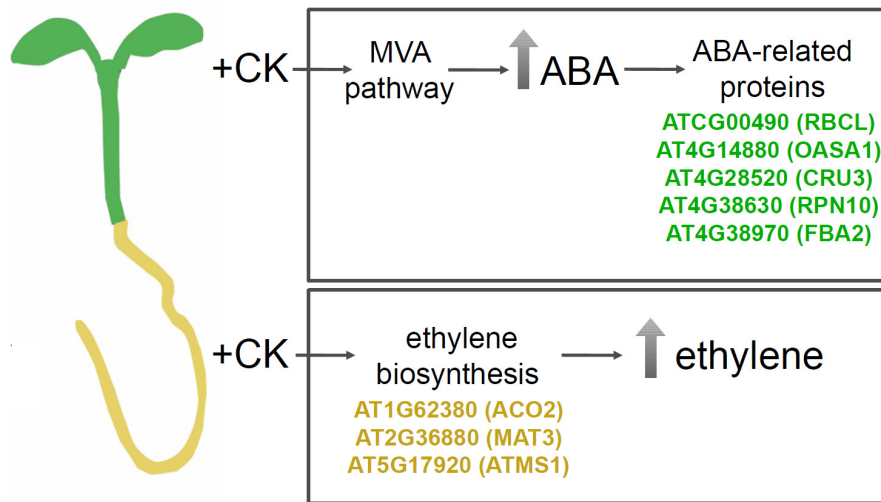 +CK
MVA
pathway
ABA
ABA-related
proteins
ATCG00490 (RBCL)
AT4G14880 (OASA1)
AT4G28520 (CRU3)
AT4G38630 (RPN10)
AT4G38970 (FBA2)
+CK
ethylene
biosynthesis
AT1G62380 (ACO2)
AT2G36880 (MAT3)
AT5G17920 (ATMS1)
ethylene